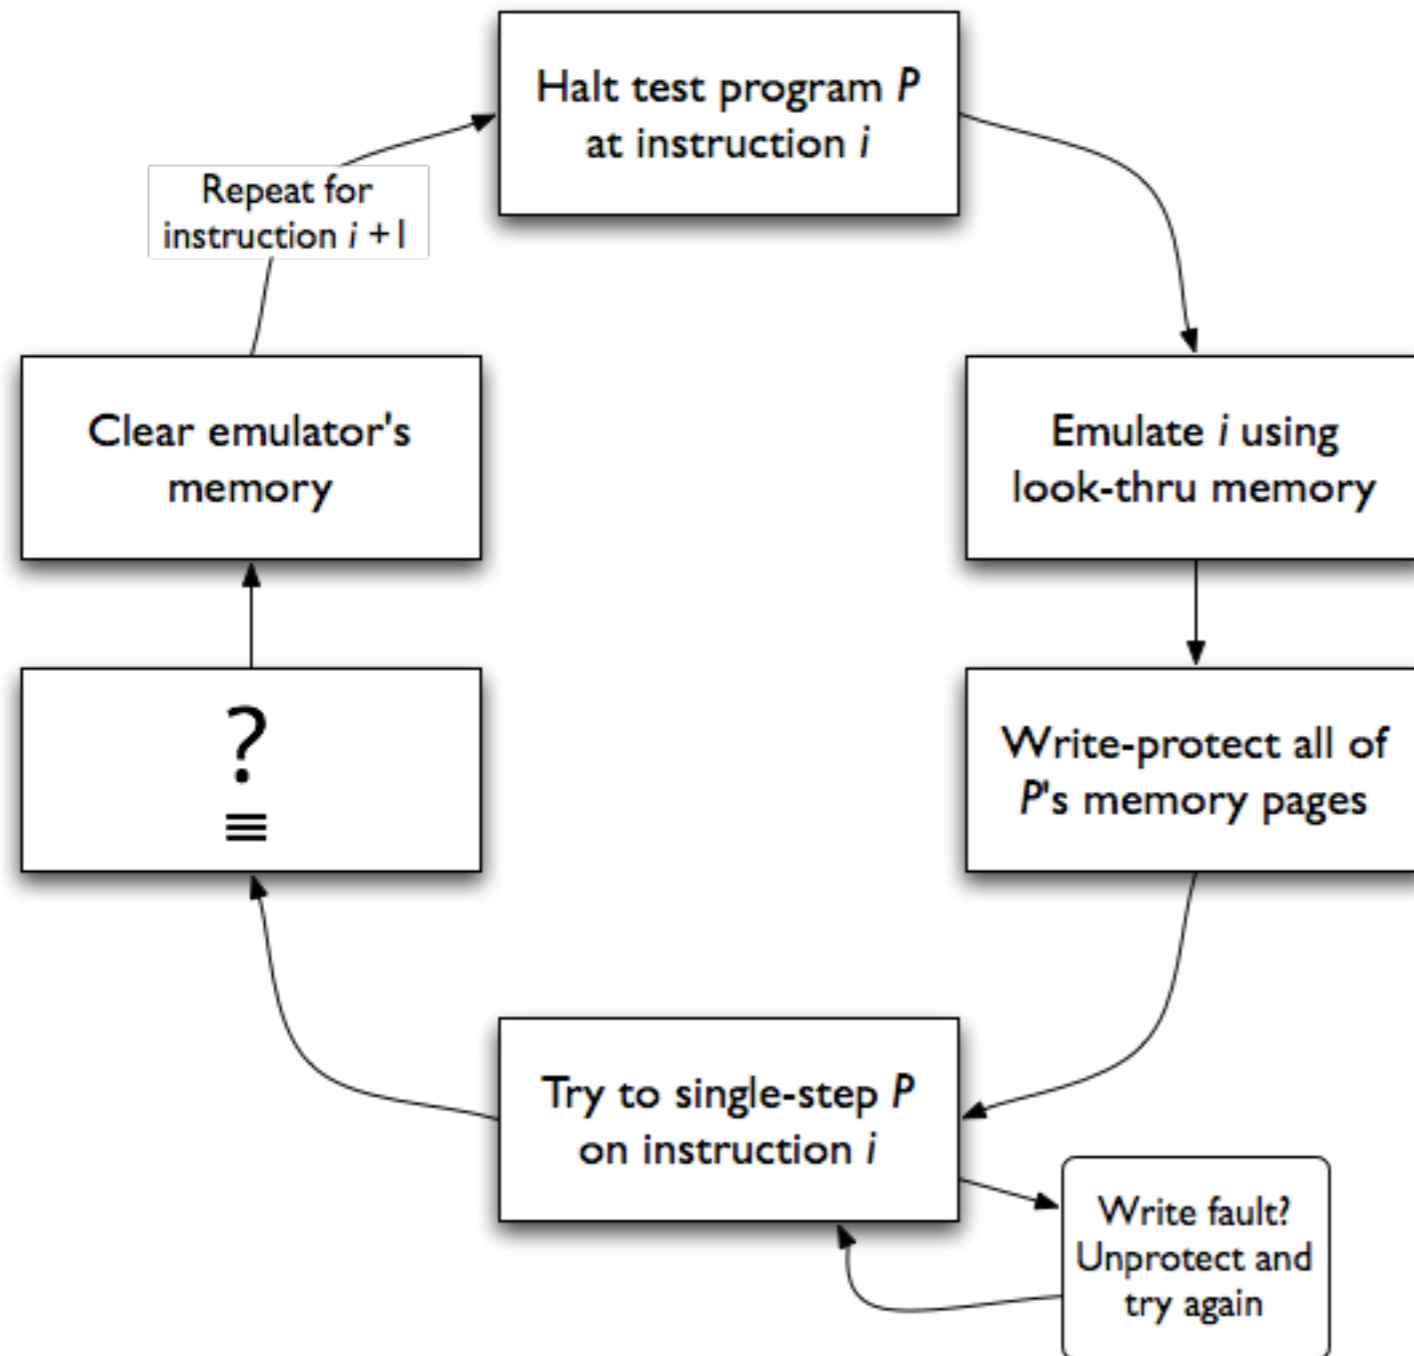 Halt test program P
at instruction i
Repeat for
instruction i +1
Clear emulator's
memory
Emulate i using
look-thru memory
?
≡
Write-protect all of
P's memory pages
Try to single-step P
on instruction i
Write fault?
Unprotect and
try again